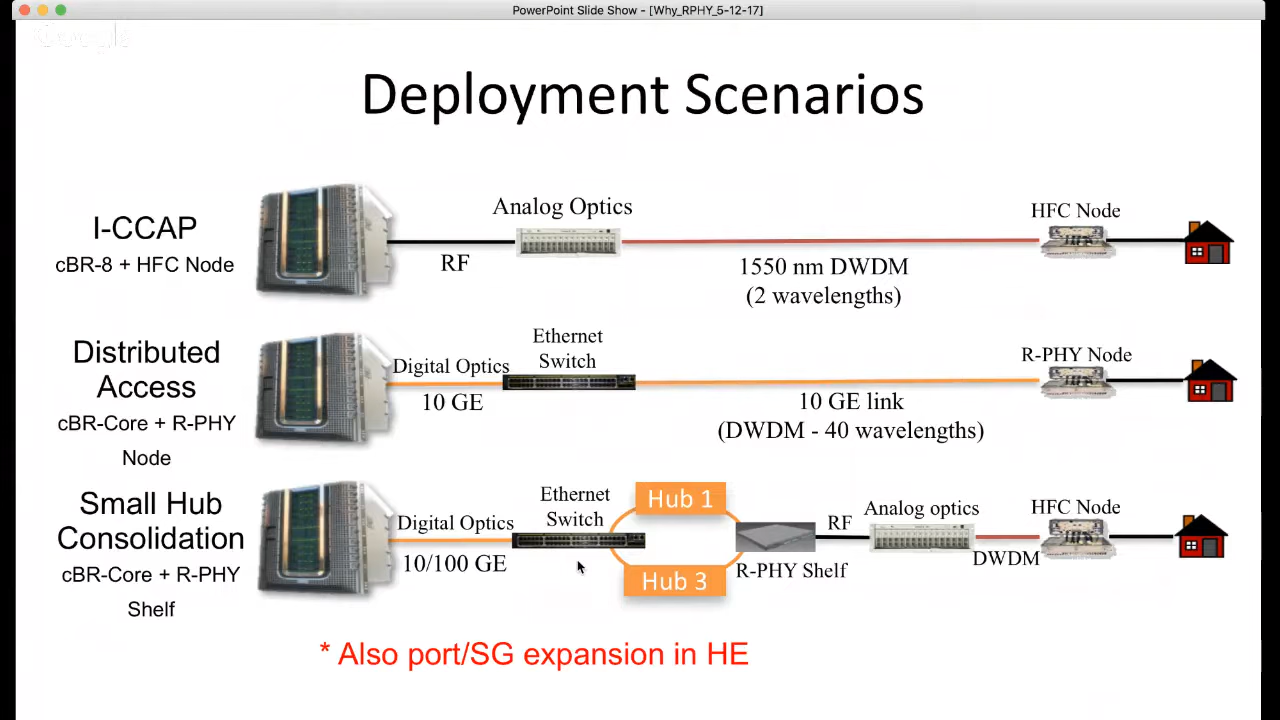 PowerPoint Slide Show - [Why_RPHY_5-12-17]
Google
Deployment Scenarios
I-CCAP
cBR-8 + HFC Node
RF
Analog Optics
1550 nm DWDM
(2 wavelengths)
HFC Node
Distributed
Access
cBR-Core + R-PHY
Node
Digital Optics
10 GE
Ethernet
Switch
10 GE link
(DWDM - 40 wavelengths)
R-PHY Node
Small Hub
Consolidation
cBR-Core + R-PHY
Shelf
Digital Optics
10/100 GE
Ethernet
Switch
Hub 1
Hub 3
R-PHY Shelf
RF
Analog optics
DWDM
HFC Node
* Also port/SG expansion in HE